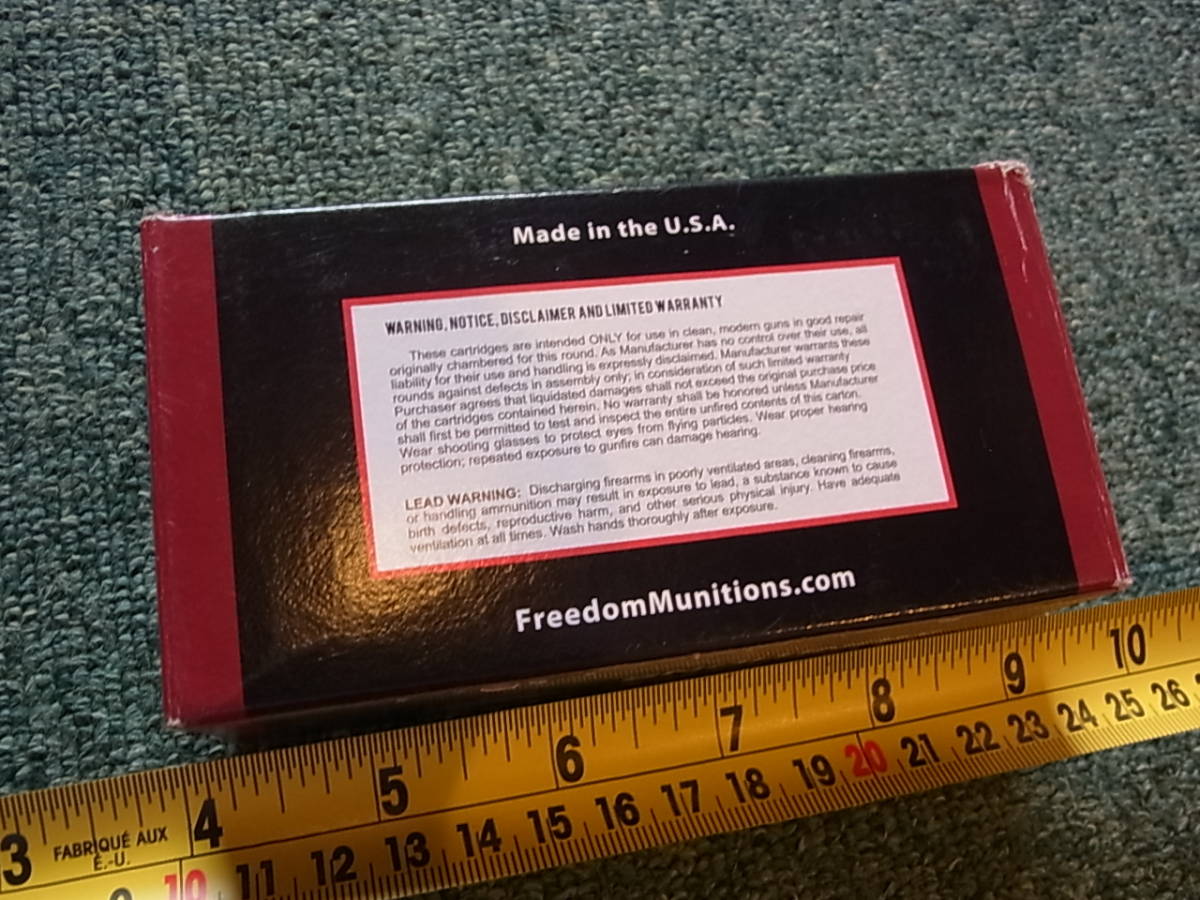 Made in the U.S.A.
WARNING, NOTICE, DISCLAIMER AND LIMITED WARRANTY
These cartridges are intended ONLY for use in clean, modern guns in good repair
originally chambered for this round. As Manufacturer has no control over their use, all
liability for their use and handling is expressly disclaimed. Manufacturer warrants these
rounds against defects in assembly only; in consideration of such limited warranty
Purchaser agrees that liquidated damages shall not exceed the original purchase price
of the cartridges contained herein. No warranty shall be honored unless Manufacturer
shall first be permitted to test and inspect the entire unfired contents of this carton.
Wear shooting glasses to protect eyes from flying particles. Wear proper hearing
protection; repeated exposure to gunfire can damage hearing.
LEAD WARNING: Discharging firearms in poorly ventilated areas, cleaning firearms,
or handling ammunition may result in exposure to lead, a substance known to cause
birth defects, reproductive harm, and other serious physical injury. Have adequate
ventilation at all times. Wash hands thoroughly after exposure.
FreedomMunitions.com
3 4 5 6 7 8 9 10
FABRIQUÉ AUX
É.-U.
9 10 11 12 13 14 15 16 17 18 19 20 21 22 23 24 25 26